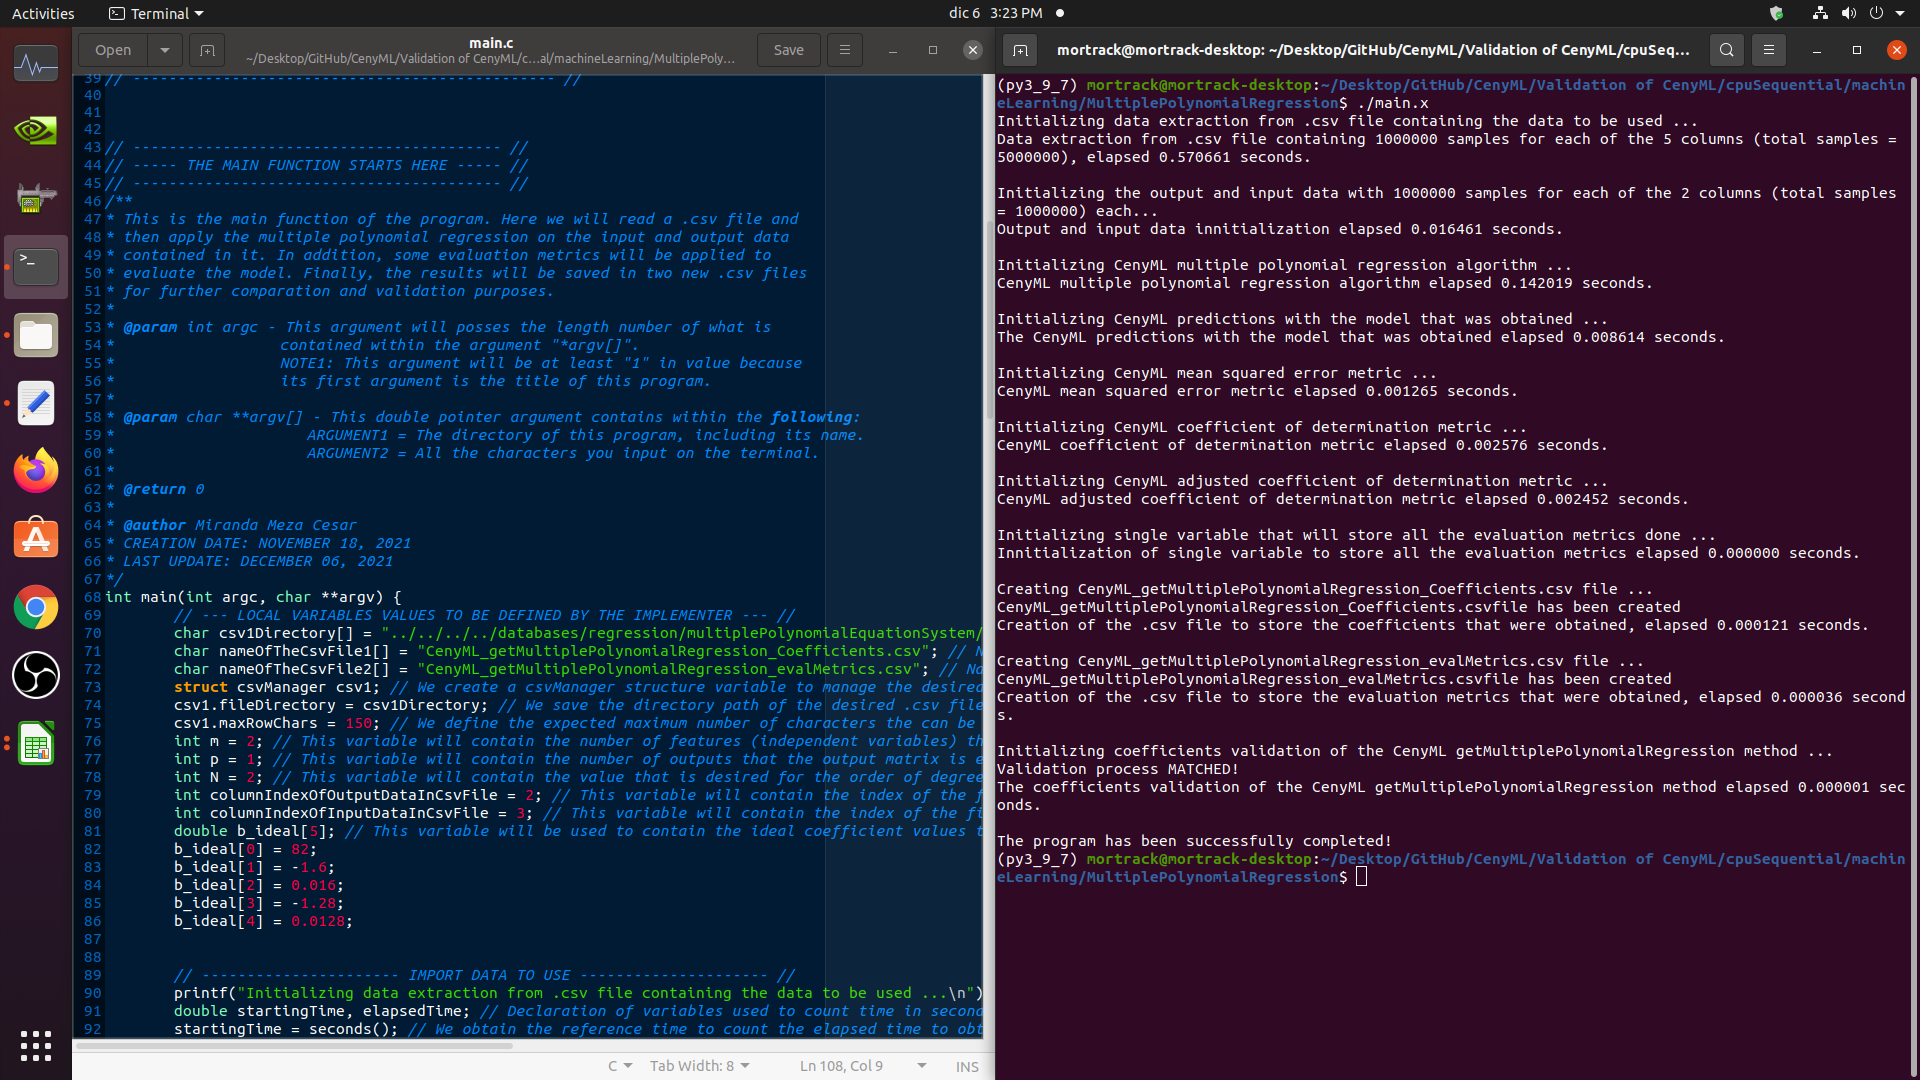 Activities
Terminal
dic 6 3:23 PM
Open
main.c
~/Desktop/GitHub/CenyML/Validation of CenyML/c...al/machineLearning/MultiplePoly...
Save
39 // ----------------------------------------------- //
40
41
42
43 // ----------------------------------------- //
44 // ----- THE MAIN FUNCTION STARTS HERE ----- //
45 // ----------------------------------------- //
46 /**
47 * This is the main function of the program. Here we will read a .csv file and
48 * then apply the multiple polynomial regression on the input and output data
49 * contained in it. In addition, some evaluation metrics will be applied to
50 * evaluate the model. Finally, the results will be saved in two new .csv files
51 * for further comparation and validation purposes.
52 *
53 * @param int argc - This argument will posses the length number of what is
54 * contained within the argument "*argv[]".
55 * NOTE1: This argument will be at least "1" in value because
56 * its first argument is the title of this program.
57 *
58 * @param char **argv[] - This double pointer argument contains within the following:
59 * ARGUMENT1 = The directory of this program, including its name.
60 * ARGUMENT2 = All the characters you input on the terminal.
61 *
62 * @return 0
63 *
64 * @author Miranda Meza Cesar
65 * CREATION DATE: NOVEMBER 18, 2021
66 * LAST UPDATE: DECEMBER 06, 2021
67 */
68 int main(int argc, char **argv) {
69 // --- LOCAL VARIABLES VALUES TO BE DEFINED BY THE IMPLEMENTER --- //
70 char csv1Directory[] = "../../../../databases/regression/multiplePolynomialEquationSystem/
71 char nameOfTheCsvFile1[] = "CenyML_getMultiplePolynomialRegression_Coefficients.csv"; // N
72 char nameOfTheCsvFile2[] = "CenyML_getMultiplePolynomialRegression_evalMetrics.csv"; // Na
73 struct csvManager csv1; // We create a csvManager structure variable to manage the desired
74 csv1.fileDirectory = csv1Directory; // We save the directory path of the desired .csv file
75 csv1.maxRowChars = 150; // We define the expected maximum number of characters the can be
76 int m = 2; // This variable will contain the number of features (independent variables) th
77 int p = 1; // This variable will contain the number of outputs that the output matrix is e
78 int N = 2; // This variable will contain the value that is desired for the order of degree
79 int columnIndexOfOutputDataInCsvFile = 2; // This variable will contain the index of the f
80 int columnIndexOfInputDataInCsvFile = 3; // This variable will contain the index of the fi
81 double b_ideal[5]; // This variable will be used to contain the ideal coefficient values t
82 b_ideal[0] = 82;
83 b_ideal[1] = -1.6;
84 b_ideal[2] = 0.016;
85 b_ideal[3] = -1.28;
86 b_ideal[4] = 0.0128;
87
88
89 // ---------------------- IMPORT DATA TO USE --------------------- //
90 printf("Initializing data extraction from .csv file containing the data to be used ...\n")
91 double startingTime, elapsedTime; // Declaration of variables used to count time in second
92 startingTime = seconds(); // We obtain the reference time to count the elapsed time to obt
C
Tab Width: 8
Ln 108, Col 9
INS
mortrack@mortrack-desktop: ~/Desktop/GitHub/CenyML/Validation of CenyML/cpuSeq...
(py3_9_7) mortrack@mortrack-desktop:~/Desktop/GitHub/CenyML/Validation of CenyML/cpuSequential/machin
eLearning/MultiplePolynomialRegression$ ./main.x
Initializing data extraction from .csv file containing the data to be used ...
Data extraction from .csv file containing 1000000 samples for each of the 5 columns (total samples =
5000000), elapsed 0.570661 seconds.
Initializing the output and input data with 1000000 samples for each of the 2 columns (total samples
= 1000000) each...
Output and input data innitialization elapsed 0.016461 seconds.
Initializing CenyML multiple polynomial regression algorithm ...
CenyML multiple polynomial regression algorithm elapsed 0.142019 seconds.
Initializing CenyML predictions with the model that was obtained ...
The CenyML predictions with the model that was obtained elapsed 0.008614 seconds.
Initializing CenyML mean squared error metric ...
CenyML mean squared error metric elapsed 0.001265 seconds.
Initializing CenyML coefficient of determination metric ...
CenyML coefficient of determination metric elapsed 0.002576 seconds.
Initializing CenyML adjusted coefficient of determination metric ...
CenyML adjusted coefficient of determination metric elapsed 0.002452 seconds.
Initializing single variable that will store all the evaluation metrics done ...
Innitialization of single variable to store all the evaluation metrics elapsed 0.000000 seconds.
Creating CenyML_getMultiplePolynomialRegression_Coefficients.csv file ...
CenyML_getMultiplePolynomialRegression_Coefficients.csvfile has been created
Creation of the .csv file to store the coefficients that were obtained, elapsed 0.000121 seconds.
Creating CenyML_getMultiplePolynomialRegression_evalMetrics.csv file ...
CenyML_getMultiplePolynomialRegression_evalMetrics.csvfile has been created
Creation of the .csv file to store the evaluation metrics that were obtained, elapsed 0.000036 second
s.
Initializing coefficients validation of the CenyML getMultiplePolynomialRegression method ...
Validation process MATCHED!
The coefficients validation of the CenyML getMultiplePolynomialRegression method elapsed 0.000001 sec
onds.
The program has been successfully completed!
(py3_9_7) mortrack@mortrack-desktop:~/Desktop/GitHub/CenyML/Validation of CenyML/cpuSequential/machin
eLearning/MultiplePolynomialRegression$